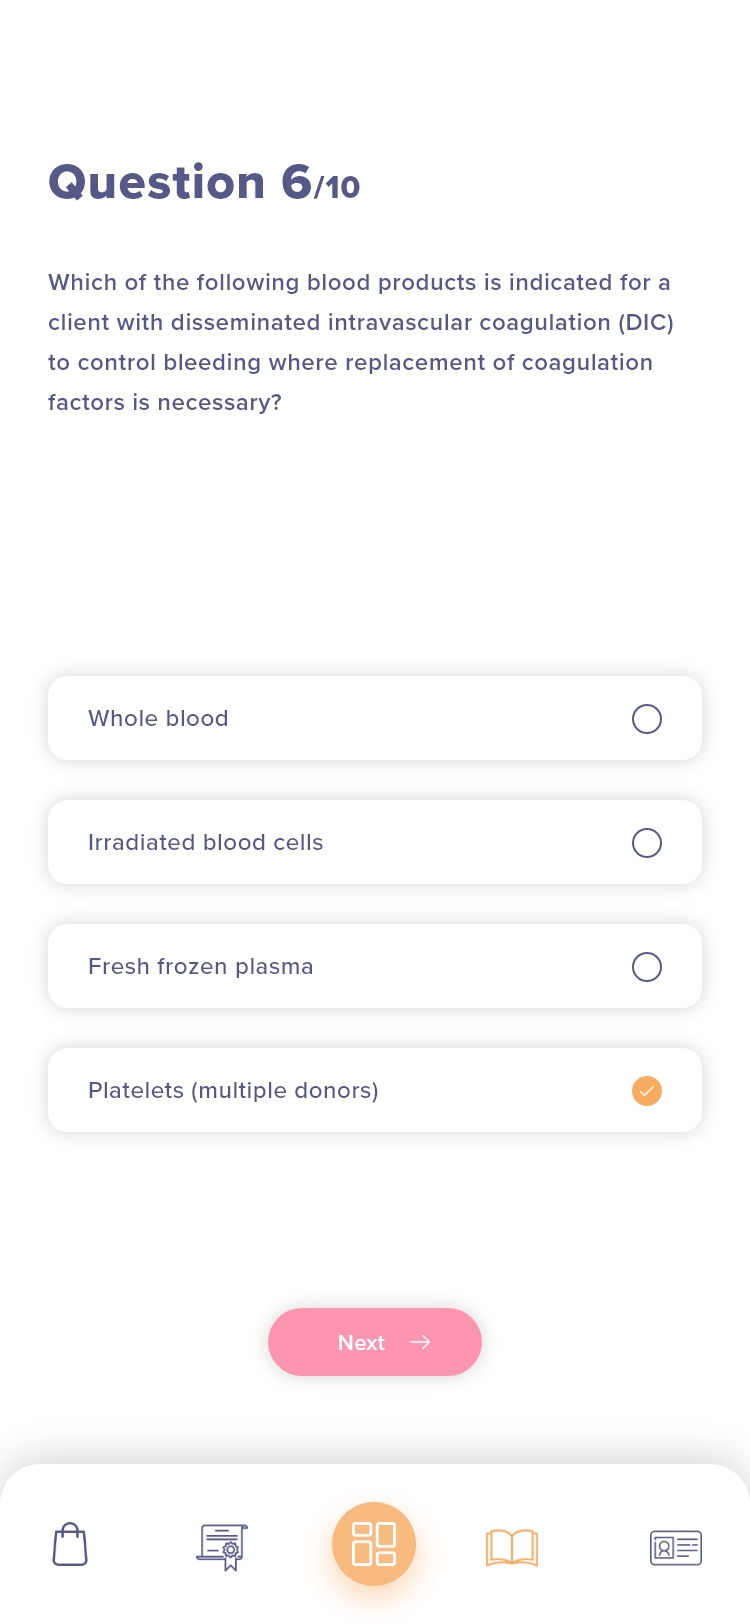 Question 6/10
Which of the following blood products is indicated for a
client with disseminated intravascular coagulation (DIC)
to control bleeding where replacement of coagulation
factors is necessary?
Whole blood
Irradiated blood cells
Fresh frozen plasma
Platelets (multiple donors)
Next